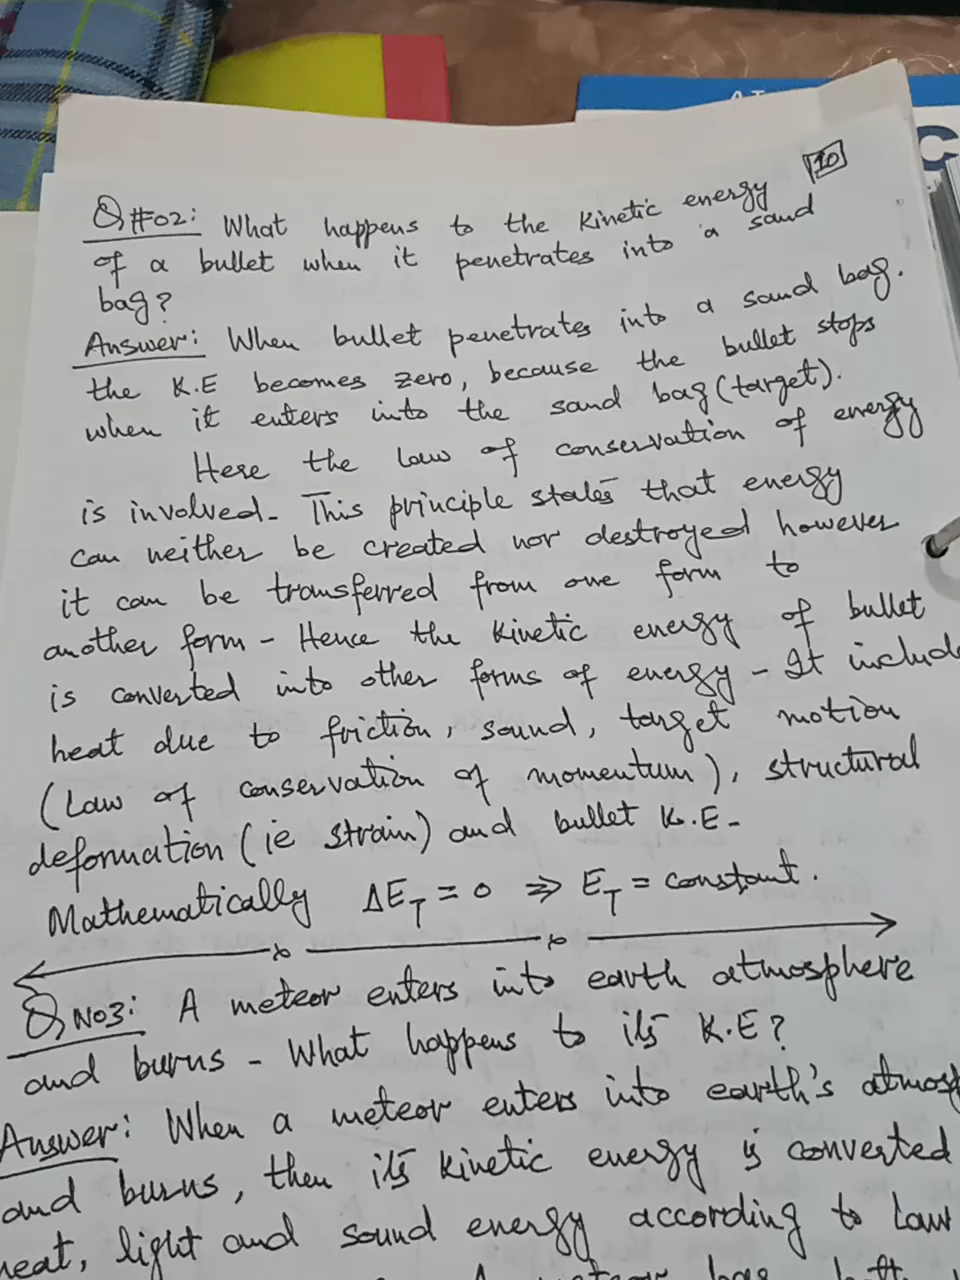 10
Q#02: What happens to the Kinetic energy
of a bullet when it penetrates into a sand
bag?
Answer: When bullet penetrates into a sand bag.
the K.E becomes zero, because the bullet stops
when it enters into the sand bag (target).
Here the law of conservation of energy
is involved. This principle states that energy
can neither be created nor destroyed however
it can be transferred from one form to
another form - Hence the Kinetic energy of bullet
is converted into other forms of energy - It include
heat due to friction, sound, target motion
(Law of conservation of momentum), structural
deformation (ie strain) and bullet K.E-
Mathematically ΔE_T = 0 ⇒ E_T = constant.
Q No3: A meteor enters into earth atmosphere
and burns - What happens to its K.E?
Answer: When a meteor enters into earth's atmosp
and burns, then its kinetic energy is converted
heat, light and sound energy according to law